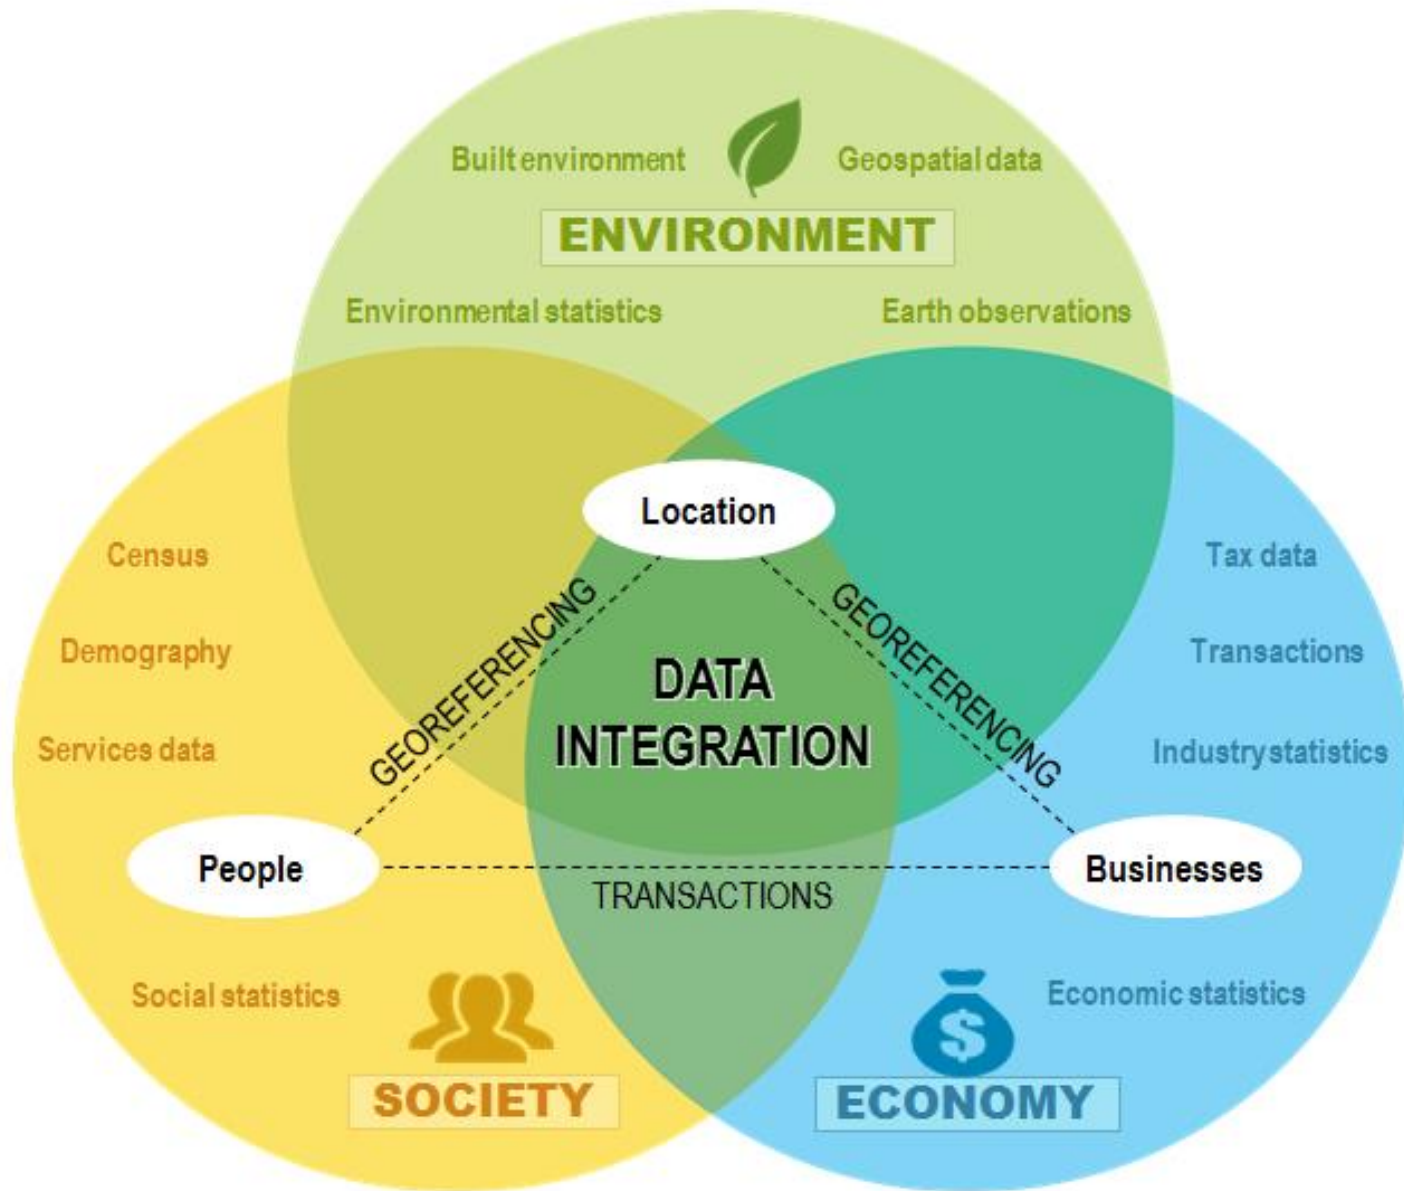 Built environment
Geospatial data
ENVIRONMENT
Environmental statistics
Earth observations
Location
Census
Tax data
GEOREFERENCING
GEOREFERENCING
Demography
Transactions
DATA
INTEGRATION
Services data
Industry statistics
People
Businesses
TRANSACTIONS
Social statistics
Economic statistics
$
SOCIETY
ECONOMY